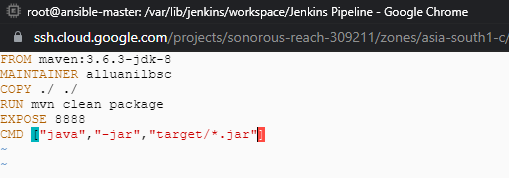 root@ansible-master: /var/lib/jenkins/workspace/Jenkins Pipeline - Google Chrome
ssh.cloud.google.com/projects/sonorous-reach-309211/zones/asia-south1-c/
FROM maven:3.6.3-jdk-8
MAINTAINER alluanilbsc
COPY ./ ./
RUN mvn clean package
EXPOSE 8888
CMD ["java","-jar","target/*.jar"]
~
~